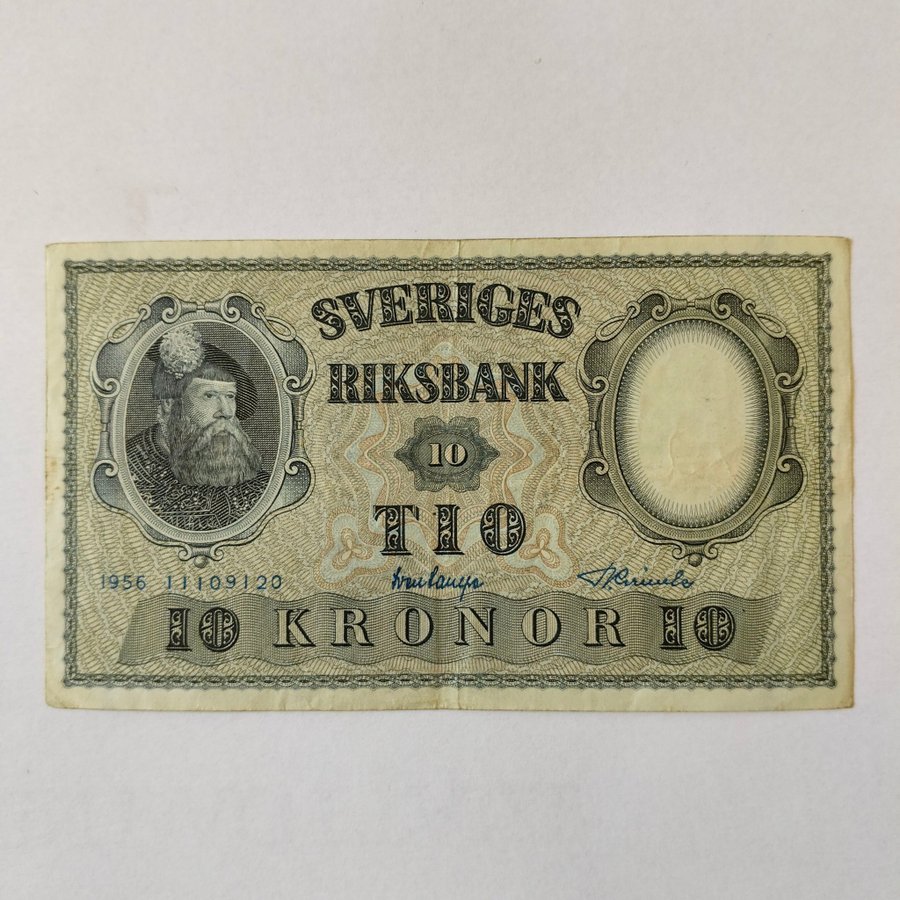 SVERIGES
RIKSBANK
10
TIO
1956 11109120
10 KRONOR 10